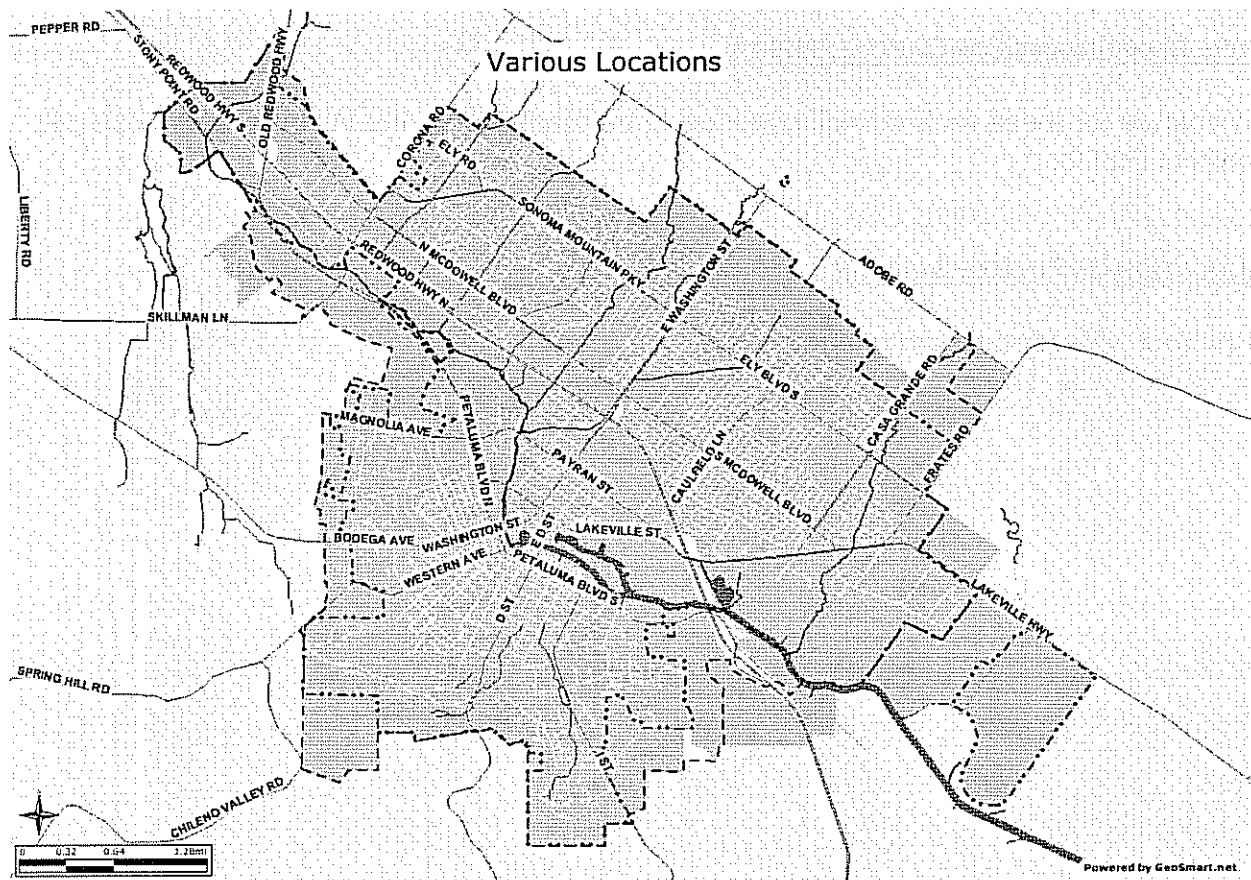 PEPPER RD
STONY POINT RD
REDWOOD HWY S
OLD REDWOOD HWY
Various Locations
CORONA RD
ELY RD
LIBERTY RD
SONOMA MOUNTAIN PKY
N MCDOWELL BLVD
REDWOOD HWY N
E WASHINGTON ST
ADOBE RD
SKILLMAN LN
ELY BLVD S
CASA GRANDE RD
FRATES RD
MAGNOLIA AVE
PETALUMA BLVD N
PAYRAN ST
CAULFIELD LN
S MCDOWELL BLVD
BODEGA AVE
WASHINGTON ST
E D ST
LAKEVILLE ST
WESTERN AVE
PETALUMA BLVD S
D ST
LAKEVILLE HWY
SPRING HILL RD
I ST
CHILENO VALLEY RD
0 0.32 0.64 1.28mi
Powered by GeoSmart.net